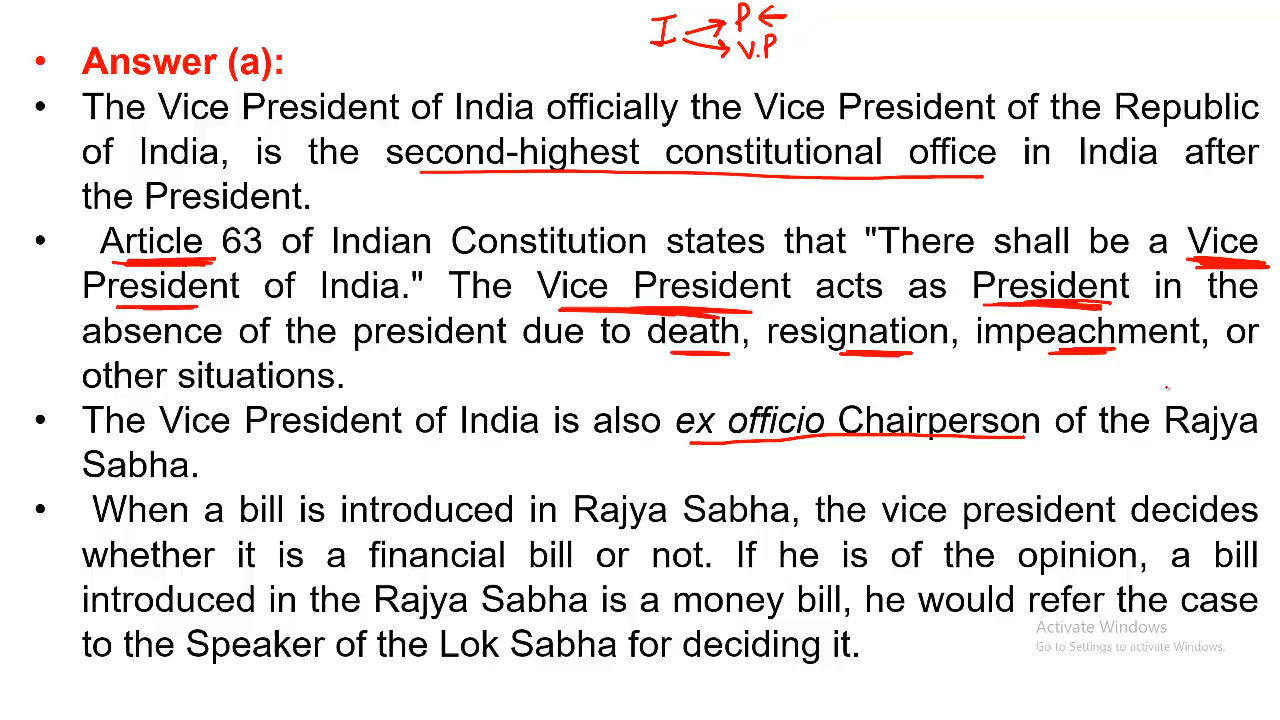 I P ←
V.P
• Answer (a):
• The Vice President of India officially the Vice President of the Republic
of India, is the second-highest constitutional office in India after
the President.
• Article 63 of Indian Constitution states that "There shall be a Vice
President of India." The Vice President acts as President in the
absence of the president due to death, resignation, impeachment, or
other situations.
• The Vice President of India is also ex officio Chairperson of the Rajya
Sabha.
• When a bill is introduced in Rajya Sabha, the vice president decides
whether it is a financial bill or not. If he is of the opinion, a bill
introduced in the Rajya Sabha is a money bill, he would refer the case
to the Speaker of the Lok Sabha for deciding it.
Activate Windows
Go to Settings to activate Windows.